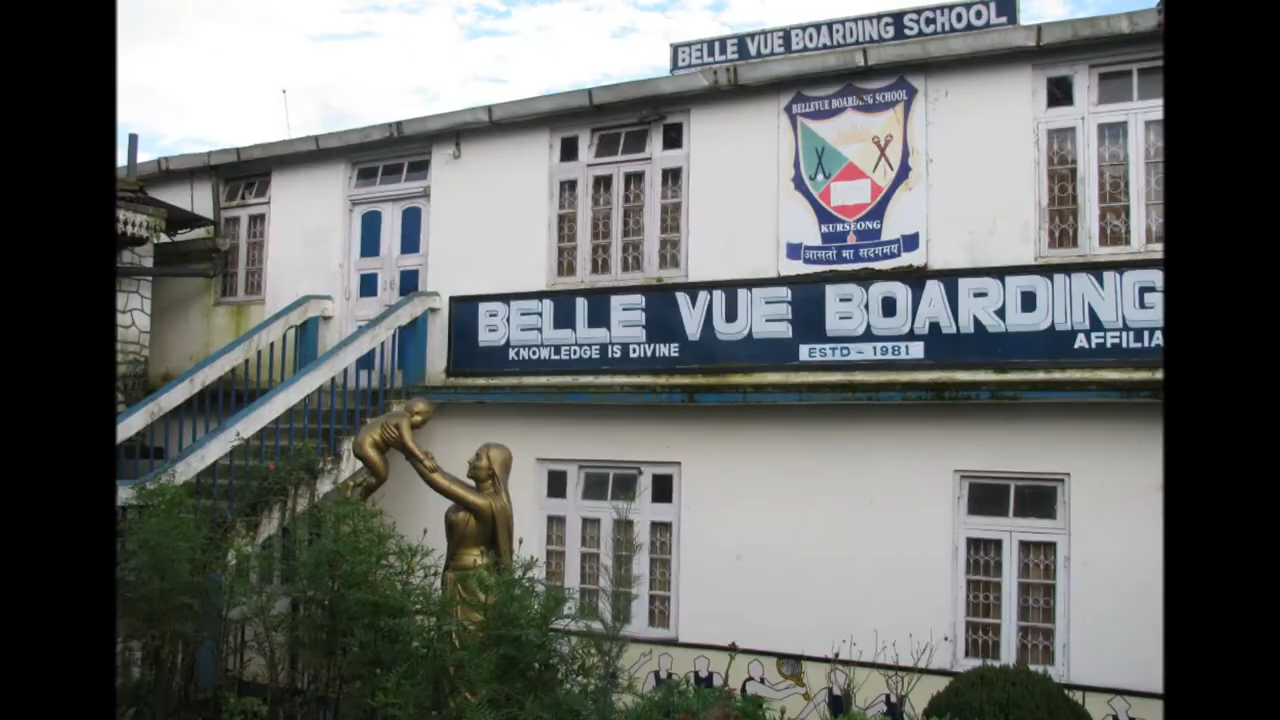 BELLE VUE BOARDING SCHOOL
BELLEVUE BOARDING SCHOOL
KURSEONG
आसतो मा सदगमय
BELLE VUE BOARDING
KNOWLEDGE IS DIVINE
ESTD ~ 1981
AFFILIA